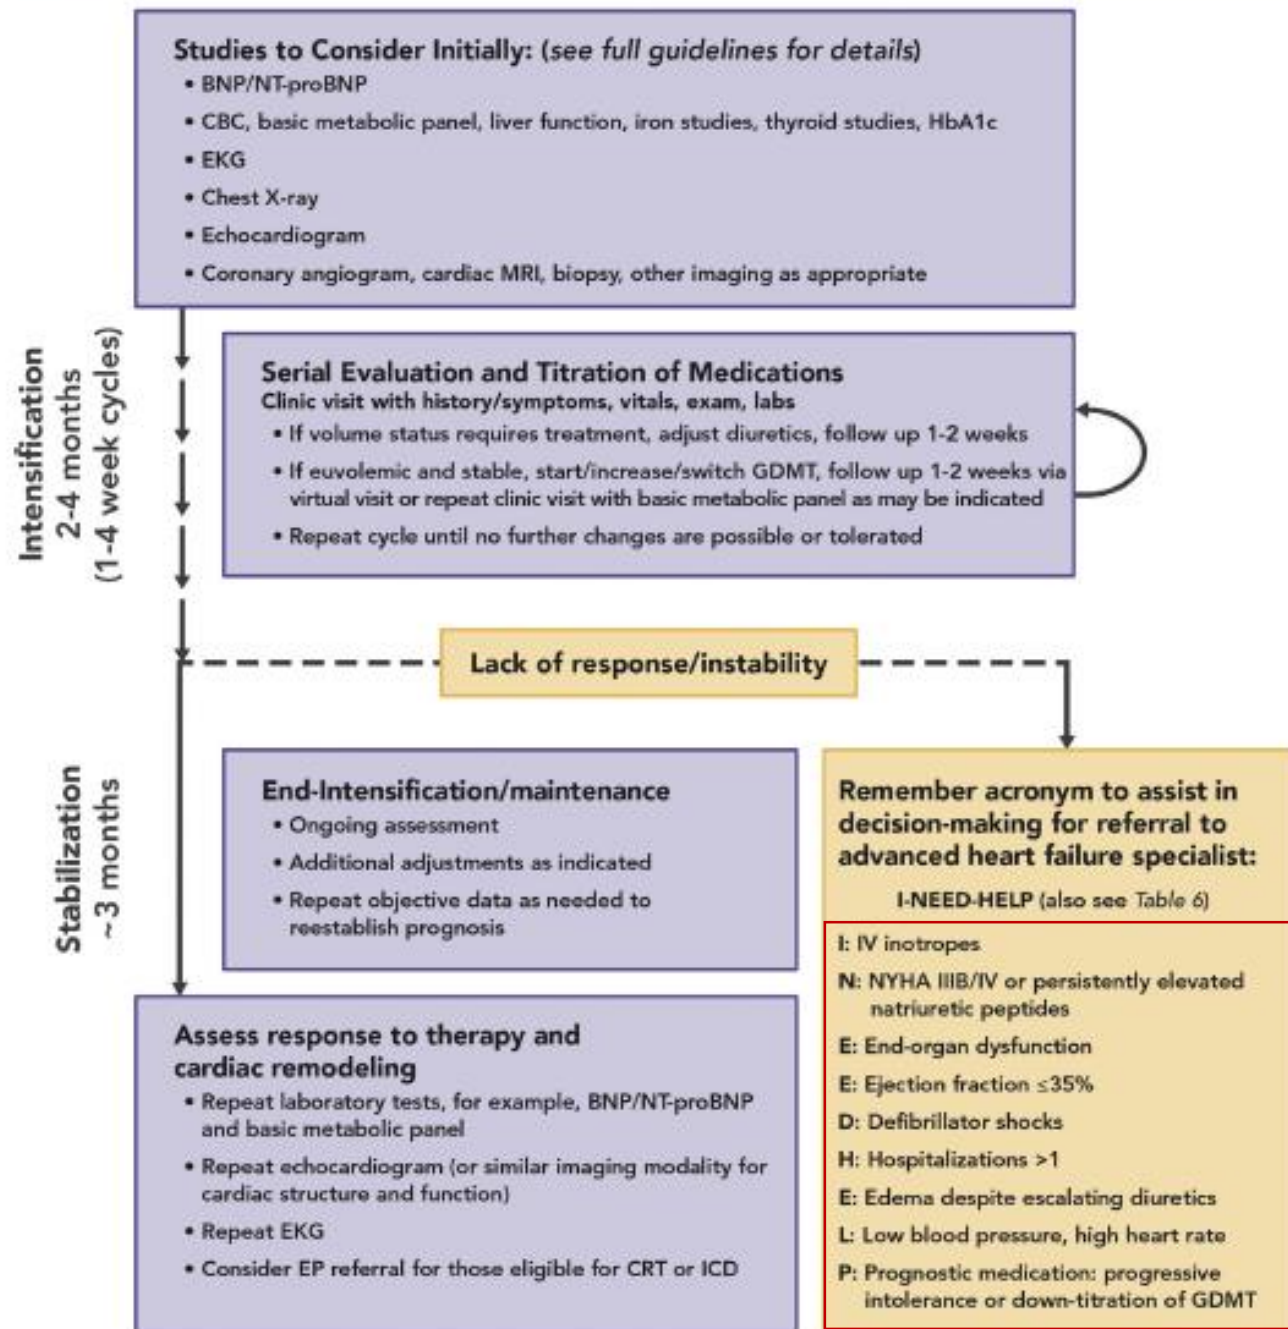 Studies to Consider Initially: (see full guidelines for details)
• BNP/NT-proBNP
• CBC, basic metabolic panel, liver function, iron studies, thyroid studies, HbA1c
• EKG
• Chest X-ray
• Echocardiogram
• Coronary angiogram, cardiac MRI, biopsy, other imaging as appropriate
Intensification
2-4 months
(1-4 week cycles)
Serial Evaluation and Titration of Medications
Clinic visit with history/symptoms, vitals, exam, labs
• If volume status requires treatment, adjust diuretics, follow up 1-2 weeks
• If euvolemic and stable, start/increase/switch GDMT, follow up 1-2 weeks via
virtual visit or repeat clinic visit with basic metabolic panel as may be indicated
• Repeat cycle until no further changes are possible or tolerated
Lack of response/instability
Stabilization
~3 months
End-Intensification/maintenance
• Ongoing assessment
• Additional adjustments as indicated
• Repeat objective data as needed to
reestablish prognosis
Assess response to therapy and
cardiac remodeling
• Repeat laboratory tests, for example, BNP/NT-proBNP
and basic metabolic panel
• Repeat echocardiogram (or similar imaging modality for
cardiac structure and function)
• Repeat EKG
• Consider EP referral for those eligible for CRT or ICD
Remember acronym to assist in
decision-making for referral to
advanced heart failure specialist:
I-NEED-HELP (also see Table 6)
I: IV inotropes
N: NYHA IIIB/IV or persistently elevated
natriuretic peptides
E: End-organ dysfunction
E: Ejection fraction ≤35%
D: Defibrillator shocks
H: Hospitalizations >1
E: Edema despite escalating diuretics
L: Low blood pressure, high heart rate
P: Prognostic medication: progressive
intolerance or down-titration of GDMT